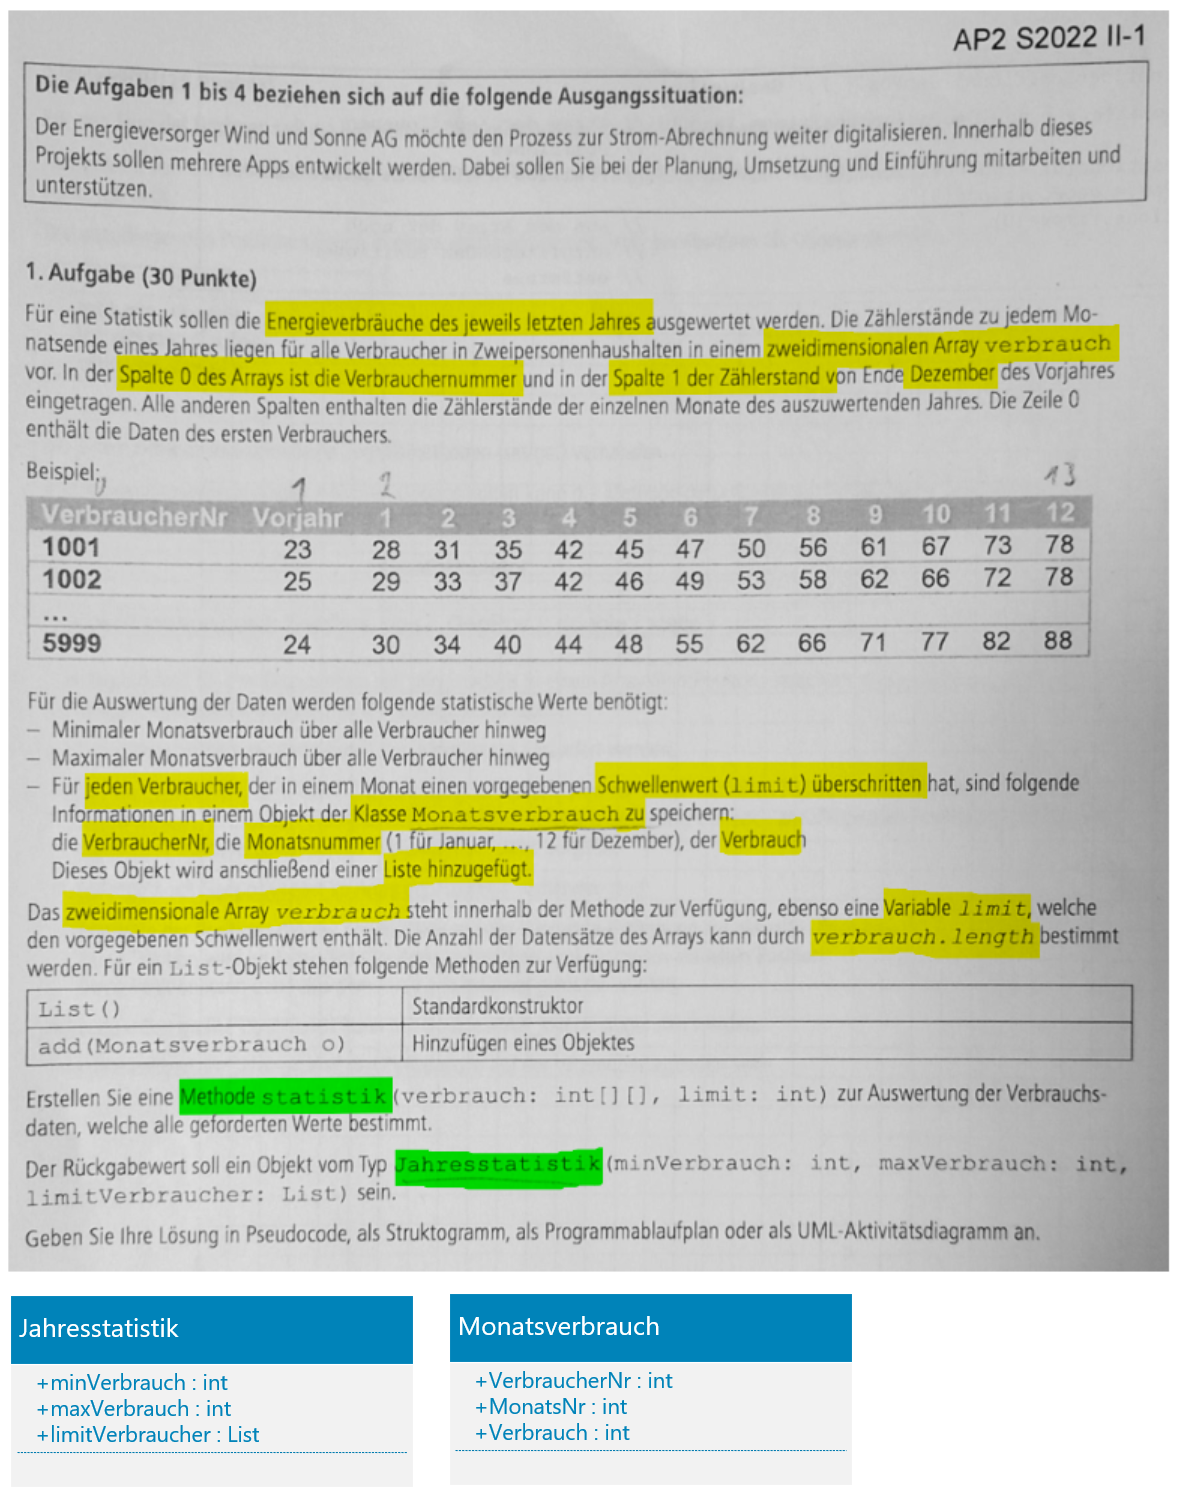 AP2 S2022 II-1
Die Aufgaben 1 bis 4 beziehen sich auf die folgende Ausgangssituation:
Der Energieversorger Wind und Sonne AG möchte den Prozess zur Strom-Abrechnung weiter digitalisieren. Innerhalb dieses
Projekts sollen mehrere Apps entwickelt werden. Dabei sollen Sie bei der Planung, Umsetzung und Einführung mitarbeiten und
unterstützen.
1. Aufgabe (30 Punkte)
Für eine Statistik sollen die Energieverbräuche des jeweils letzten Jahres ausgewertet werden. Die Zählerstände zu jedem Mo-
natsende eines Jahres liegen für alle Verbraucher in Zweipersonenhaushalten in einem zweidimensionalen Array verbrauch
vor. In der Spalte 0 des Arrays ist die Verbrauchernummer und in der Spalte 1 der Zählerstand von Ende Dezember des Vorjahres
eingetragen. Alle anderen Spalten enthalten die Zählerstände der einzelnen Monate des auszuwertenden Jahres. Die Zeile 0
enthält die Daten des ersten Verbrauchers.
Beispiel:
0 1 2 13
VerbraucherNr Vorjahr 1 2 3 4 5 6 7 8 9 10 11 12
1001 23 28 31 35 42 45 47 50 56 61 67 73 78
1002 25 29 33 37 42 46 49 53 58 62 66 72 78
...
5999 24 30 34 40 44 48 55 62 66 71 77 82 88
Für die Auswertung der Daten werden folgende statistische Werte benötigt:
– Minimaler Monatsverbrauch über alle Verbraucher hinweg
– Maximaler Monatsverbrauch über alle Verbraucher hinweg
– Für jeden Verbraucher, der in einem Monat einen vorgegebenen Schwellenwert (limit) überschritten hat, sind folgende
Informationen in einem Objekt der Klasse Monatsverbrauch zu speichern:
die VerbraucherNr, die Monatsnummer (1 für Januar, ..., 12 für Dezember), der Verbrauch
Dieses Objekt wird anschließend einer Liste hinzugefügt.
Das zweidimensionale Array verbrauch steht innerhalb der Methode zur Verfügung, ebenso eine Variable limit, welche
den vorgegebenen Schwellenwert enthält. Die Anzahl der Datensätze des Arrays kann durch verbrauch.length bestimmt
werden. Für ein List-Objekt stehen folgende Methoden zur Verfügung:
List() Standardkonstruktor
add(Monatsverbrauch o) Hinzufügen eines Objektes
Erstellen Sie eine Methode statistik(verbrauch: int[][], limit: int) zur Auswertung der Verbrauchs-
daten, welche alle geforderten Werte bestimmt.
Der Rückgabewert soll ein Objekt vom Typ Jahresstatistik(minVerbrauch: int, maxVerbrauch: int,
limitVerbraucher: List) sein.
Geben Sie Ihre Lösung in Pseudocode, als Struktogramm, als Programmablaufplan oder als UML-Aktivitätsdiagramm an.
Jahresstatistik
+minVerbrauch : int
+maxVerbrauch : int
+limitVerbraucher : List
Monatsverbrauch
+VerbraucherNr : int
+MonatsNr : int
+Verbrauch : int